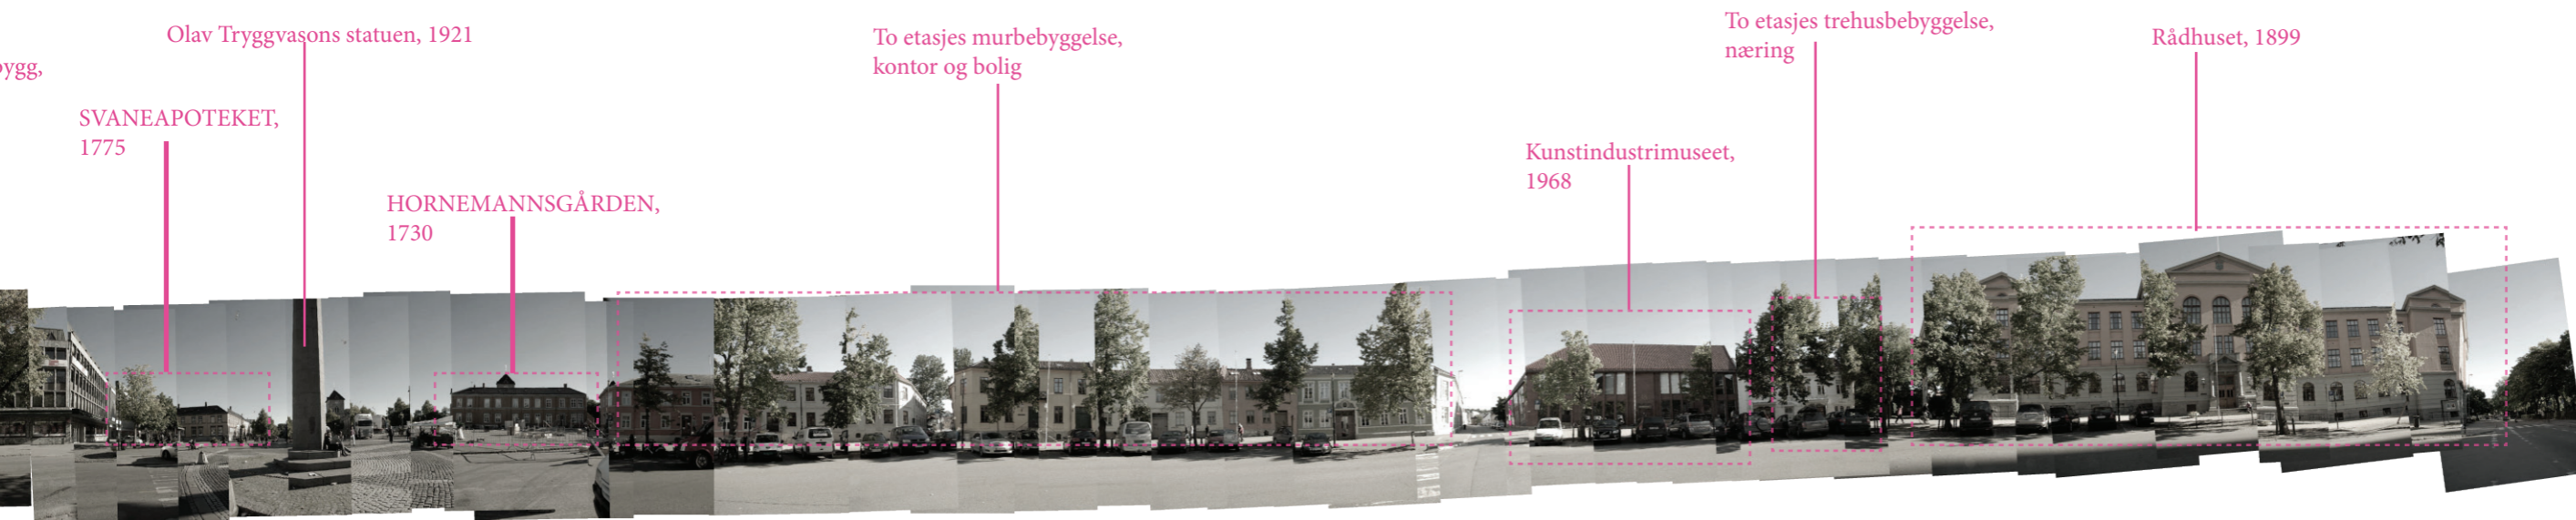 Olav Tryggvasons statuen, 1921
SVANEAPOTEKET,
1775
HORNEMANNSGÅRDEN,
1730
To etasjes murbebyggelse,
kontor og bolig
Kunstindustrimuseet,
1968
To etasjes trehusbebyggelse,
næring
Rådhuset, 1899